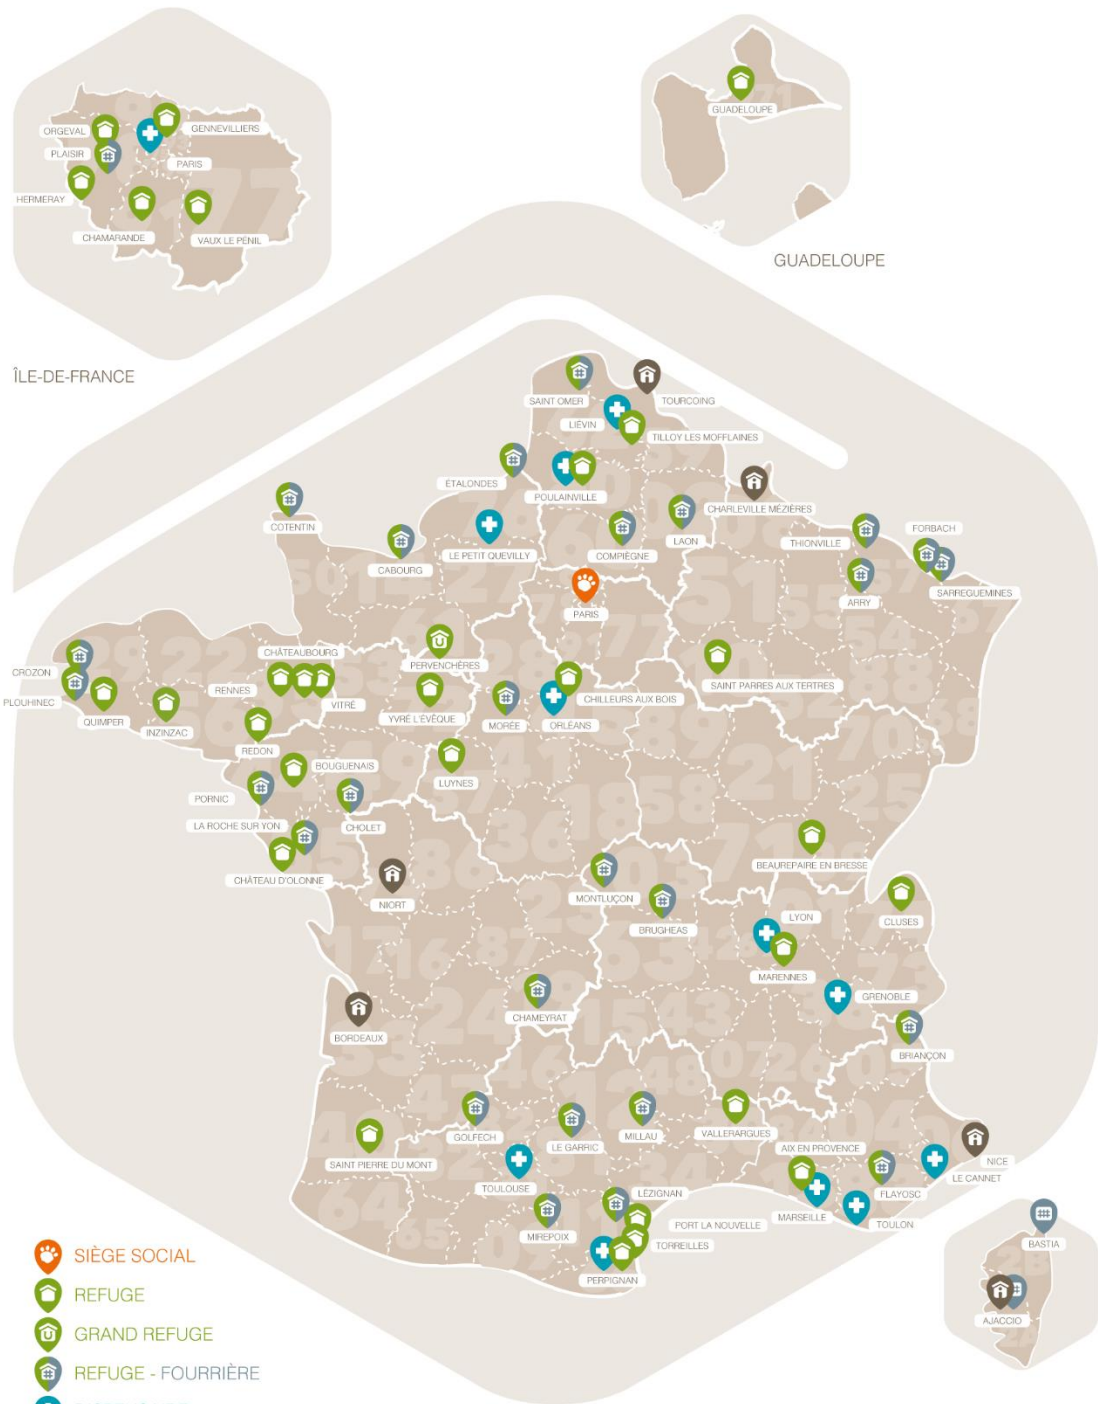 ORGEVAL
GENNEVILLIERS
PLAISIR
PARIS
HERMERAY
CHAMARANDE
VAUX LE PÉNIL
77
ÎLE-DE-FRANCE
GUADELOUPE
GUADELOUPE
SAINT OMER
TOURCOING
LIÉVIN
TILLOY LES MOFFLAINES
ÉTALONDES
POULAINVILLE
CHARLEVILLE MÉZIÈRES
COTENTIN
LAON
FORBACH
THIONVILLE
CABOURG
LE PETIT QUEVILLY
COMPIÈGNE
ARRY
SARREGUEMINES
PARIS
CHÂTEAUBOURG
PERVENCHÈRES
CROZON
RENNES
SAINT PARRES AUX TERTRES
PLOUHINEC
VITRÉ
CHILLEURS AUX BOIS
QUIMPER
INZINZAC
YVRÉ L'ÉVÊQUE
MORÉE
ORLÉANS
REDON
BOUGUENAIS
LUYNES
PORNIC
LA ROCHE SUR YON
CHOLET
BEAUREPAIRE EN BRESSE
CHÂTEAU D'OLONNE
NIORT
MONTLUÇON
CLUSES
BRUGHEAS
LYON
MARENNES
GRENOBLE
CHAMEYRAT
BORDEAUX
BRIANÇON
GOLFECH
LE GARRIC
MILLAU
VALLERARGUES
AIX EN PROVENCE
SAINT PIERRE DU MONT
NICE
TOULOUSE
FLAYOSC
LE CANNET
LÉZIGNAN
MARSEILLE
TOULON
PORT LA NOUVELLE
MIREPOIX
TORREILLES
BASTIA
PERPIGNAN
AJACCIO
SIÈGE SOCIAL
REFUGE
GRAND REFUGE
REFUGE - FOURRIÈRE